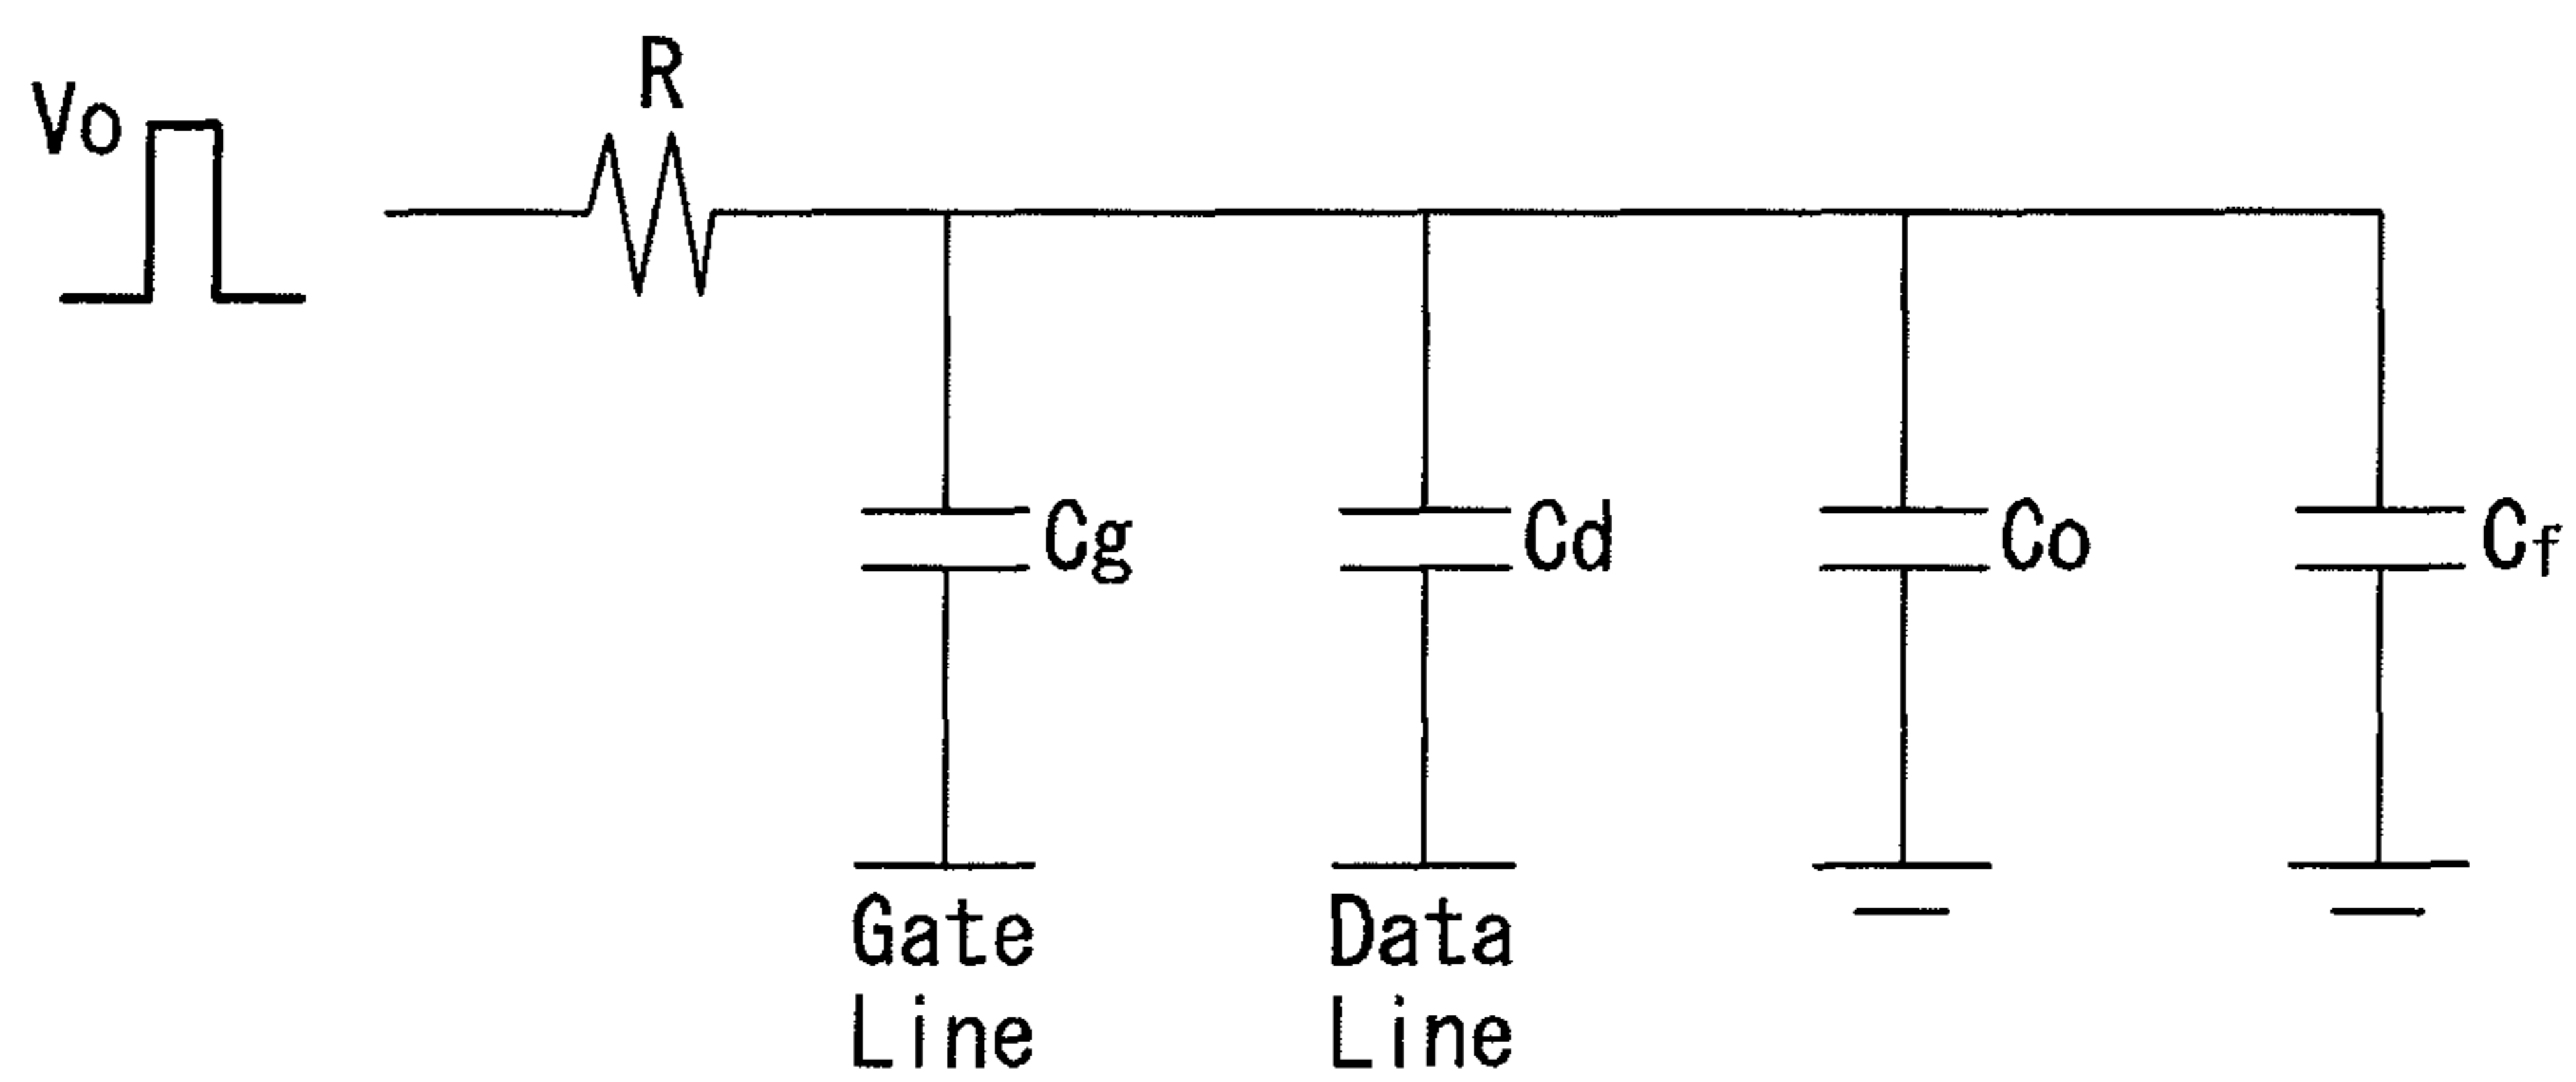 R
Vo
Cg
Cd
Co
Cf
Gate
Line
Data
Line